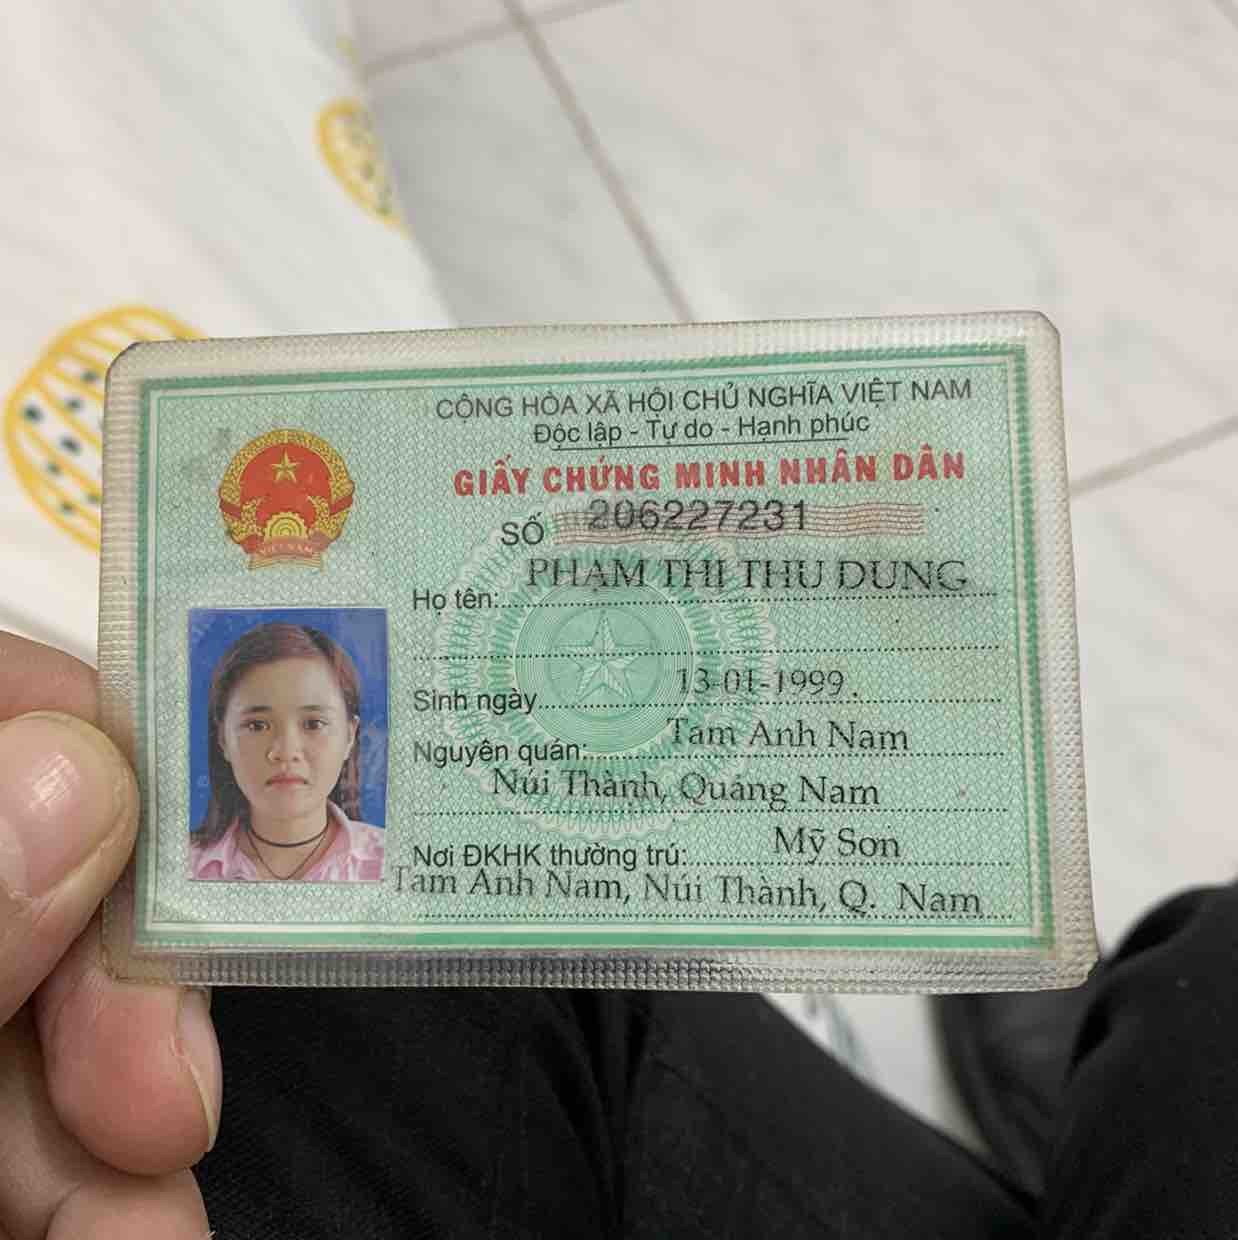 CỘNG HÒA XÃ HỘI CHỦ NGHĨA VIỆT NAM
Độc lập - Tự do - Hạnh phúc
GIẤY CHỨNG MINH NHÂN DÂN
SỐ 206227231
Họ tên: PHẠM THỊ THU DUNG
Sinh ngày 13-01-1999
Nguyên quán: Tam Anh Nam
Núi Thành, Quảng Nam
Nơi ĐKHK thường trú: Mỹ Sơn
Tam Anh Nam, Núi Thành, Q. Nam
VIỆT NAM